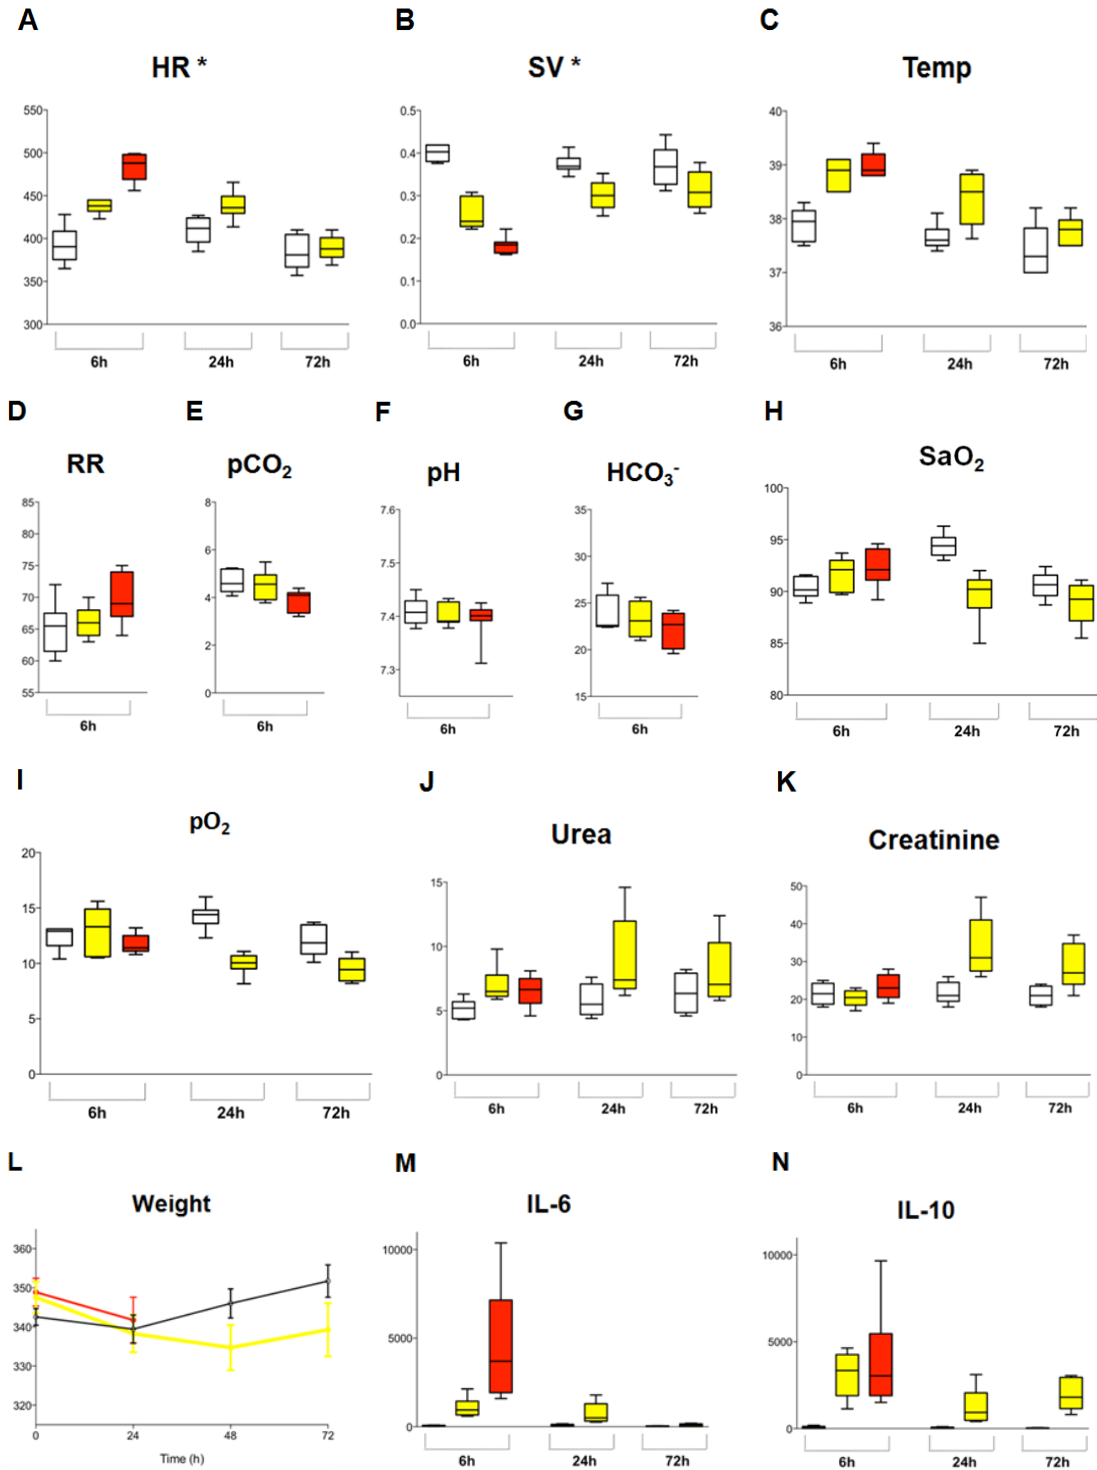 A B C
HR * SV * Temp
550 0.5 40
500 0.4 39
450 0.3 38
400 0.2 37
350 0.1 36
300 0.0
6h 24h 72h 6h 24h 72h 6h 24h 72h
D E F G H
RR pCO2 pH HCO3- SaO2
85 8 7.6 35 100
80 6 7.5 30 95
75 4 7.4 25 90
70 2 7.3 20 85
65 0 15 80
60
55
6h 6h 6h 6h 6h 24h 72h
I J K
pO2 Urea Creatinine
20 15 50
15 10 40
10 5 30
5 0 20
0 10
0
6h 24h 72h 6h 24h 72h 6h 24h 72h
L M N
Weight IL-6 IL-10
360 10000 10000
350 5000 5000
340 0 0
330
320
0 24 48 72 6h 24h 72h 6h 24h 72h
Time (h)